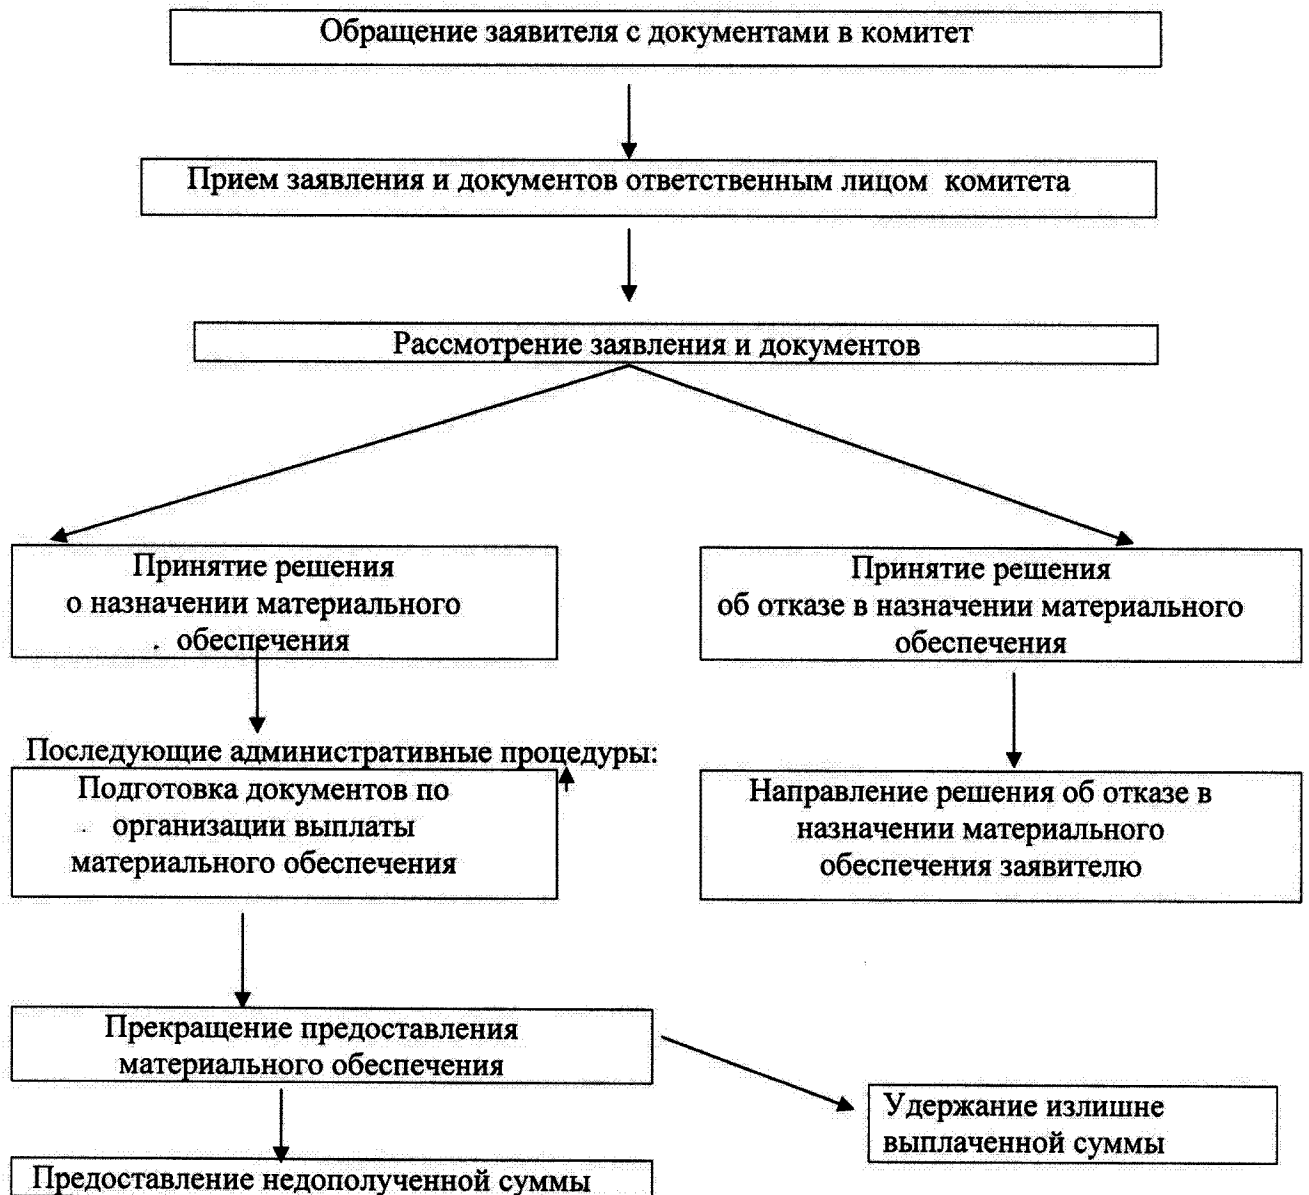 Обращение заявителя с документами в комитет
Прием заявления и документов ответственным лицом комитета
Рассмотрение заявления и документов
Принятие решения
о назначении материального
обеспечения
Принятие решения
об отказе в назначении материального
обеспечения
Последующие административные процедуры:
Подготовка документов по
организации выплаты
материального обеспечения
Направление решения об отказе в
назначении материального
обеспечения заявителю
Прекращение предоставления
материального обеспечения
Удержание излишне
выплаченной суммы
Предоставление недополученной суммы